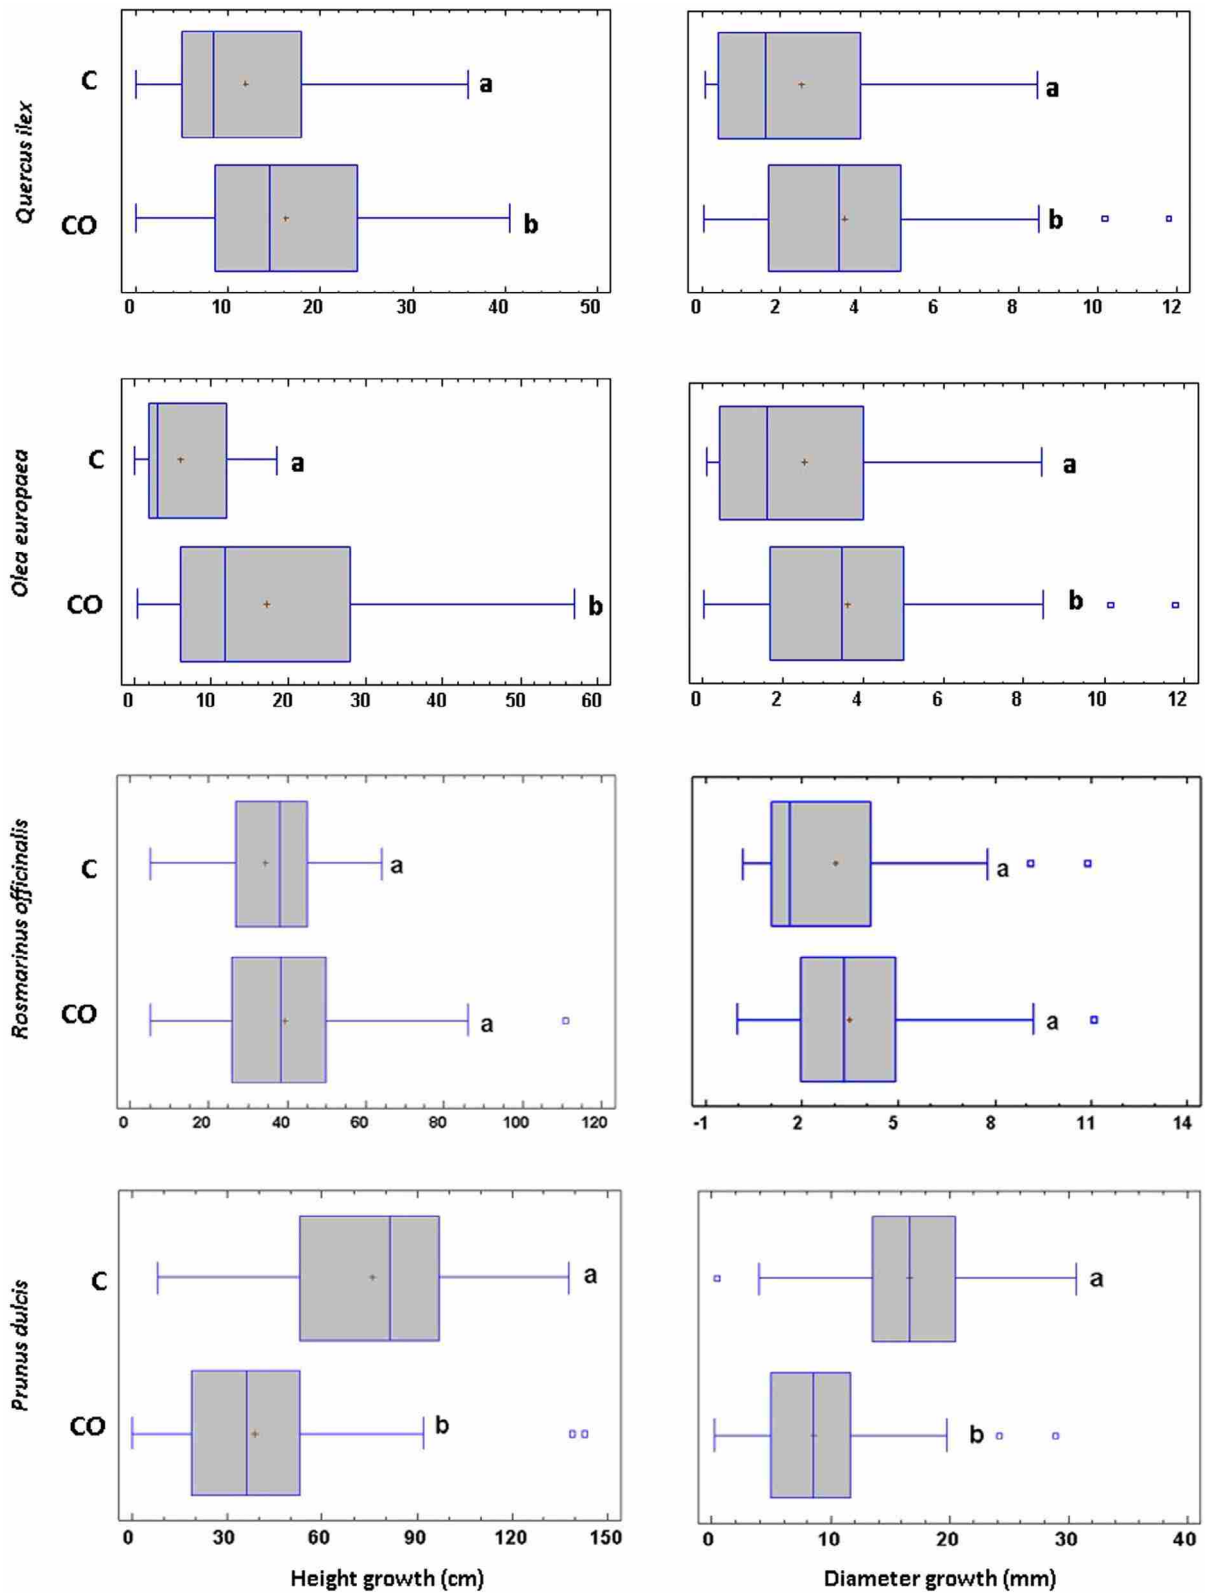 Quercus ilex
C
a
a
CO
b
b
0 10 20 30 40 50
0 2 4 6 8 10 12
Olea europaea
C
a
a
CO
b
b
0 10 20 30 40 50 60
0 2 4 6 8 10 12
Rosmarinus officinalis
C
a
a
CO
a
a
0 20 40 60 80 100 120
-1 2 5 8 11 14
Prunus dulcis
C
a
a
CO
b
b
0 30 60 90 120 150
0 10 20 30 40
Height growth (cm)
Diameter growth (mm)